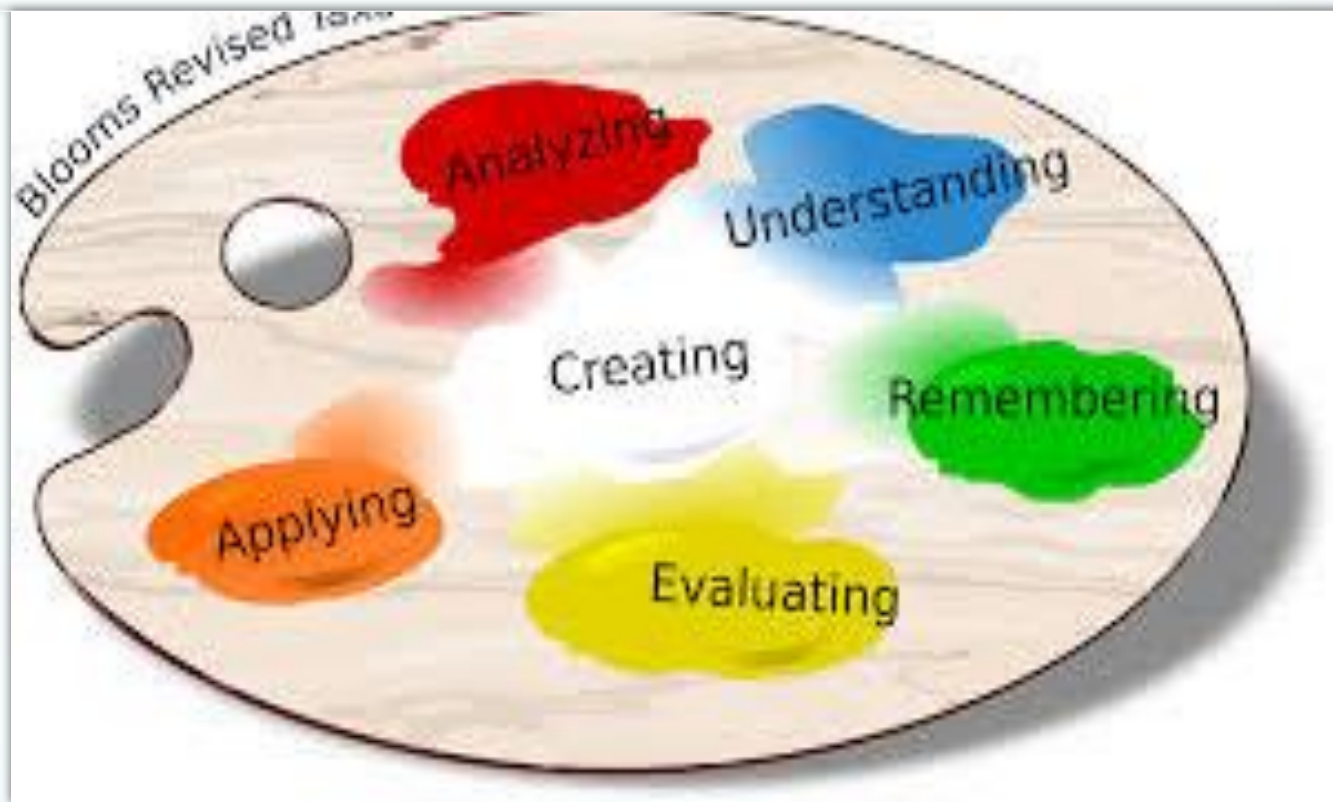 Blooms Revised
Analyzing
Understanding
Creating
Remembering
Applying
Evaluating